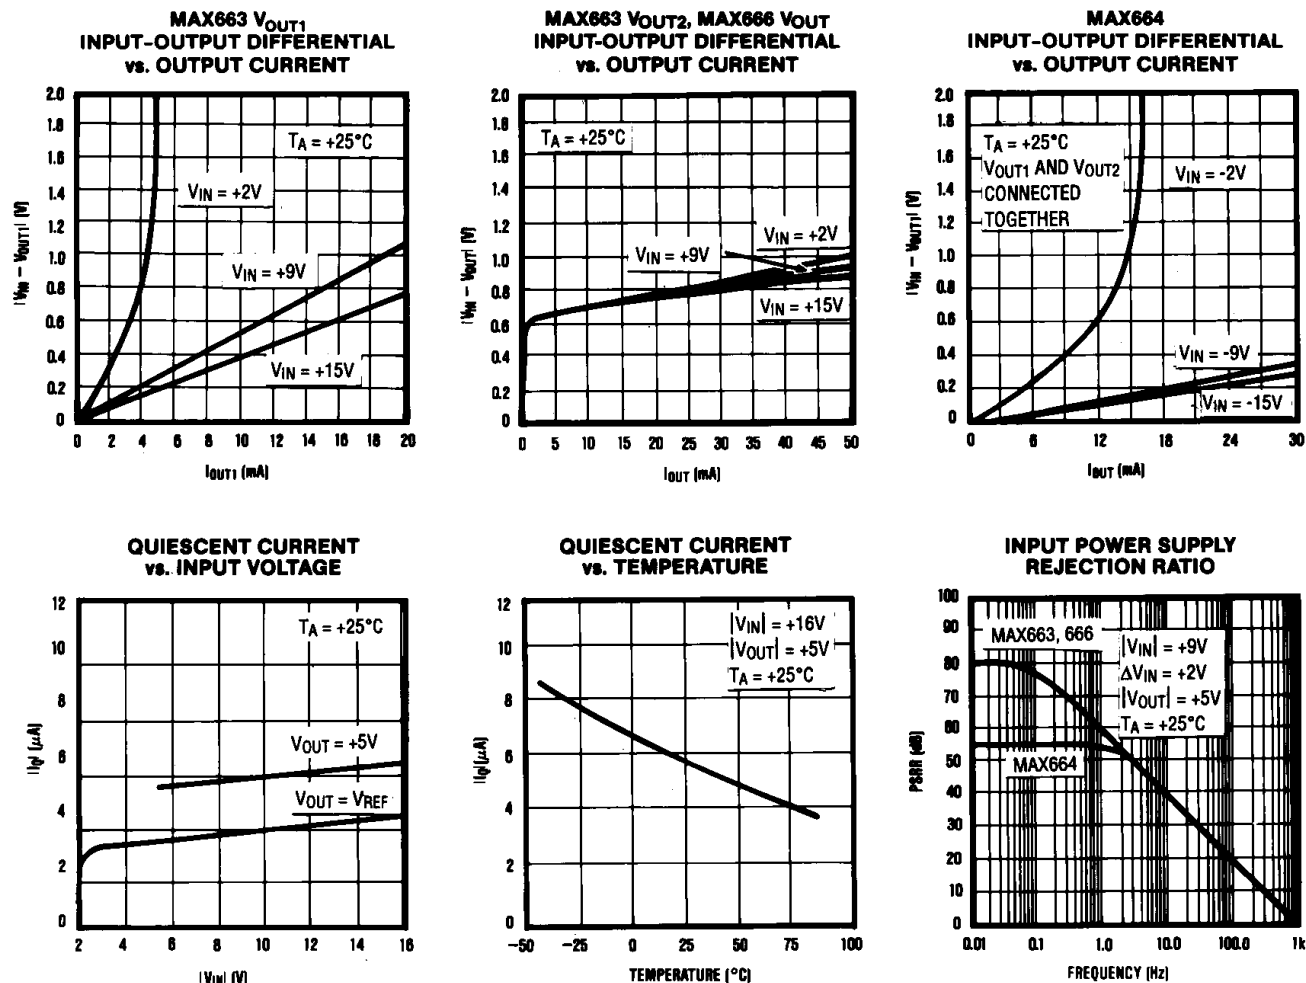 MAX663 VOUT1
INPUT-OUTPUT DIFFERENTIAL
vs. OUTPUT CURRENT
|VIN – VOUT1| (V)
2.0
1.8
1.6
1.4
1.2
1.0
0.8
0.6
0.4
0.2
0
TA = +25°C
VIN = +2V
VIN = +9V
VIN = +15V
0 2 4 6 8 10 12 14 16 18 20
IOUT1 (mA)
MAX663 VOUT2, MAX666 VOUT
INPUT-OUTPUT DIFFERENTIAL
vs. OUTPUT CURRENT
|VIN – VOUT| (V)
2.0
1.8
1.6
1.4
1.2
1.0
0.8
0.6
0.4
0.2
0
TA = +25°C
VIN = +2V
VIN = +9V
VIN = +15V
0 5 10 15 20 25 30 35 40 45 50
IOUT (mA)
MAX664
INPUT-OUTPUT DIFFERENTIAL
vs. OUTPUT CURRENT
|VIN – VOUT1| (V)
2.0
1.8
1.6
1.4
1.2
1.0
0.8
0.6
0.4
0.2
0
TA = +25°C
VOUT1 AND VOUT2
CONNECTED
TOGETHER
VIN = -2V
VIN = -9V
VIN = -15V
0 6 12 18 24 30
IOUT (mA)
QUIESCENT CURRENT
vs. INPUT VOLTAGE
|IQ| (µA)
12
10
8
6
4
2
0
TA = +25°C
VOUT = +5V
VOUT = VREF
2 4 6 8 10 12 14 16
|VIN| (V)
QUIESCENT CURRENT
vs. TEMPERATURE
|IQ| (µA)
12
10
8
6
4
2
0
|VIN| = +16V
|VOUT| = +5V
TA = +25°C
–50 –25 0 25 50 75 100
TEMPERATURE (°C)
INPUT POWER SUPPLY
REJECTION RATIO
PSRR (dB)
100
90
80
70
60
50
40
30
20
10
0
MAX663, 666
|VIN| = +9V
ΔVIN = +2V
|VOUT| = +5V
TA = +25°C
MAX664
0.01 0.1 1.0 10.0 100.0 1k
FREQUENCY (Hz)